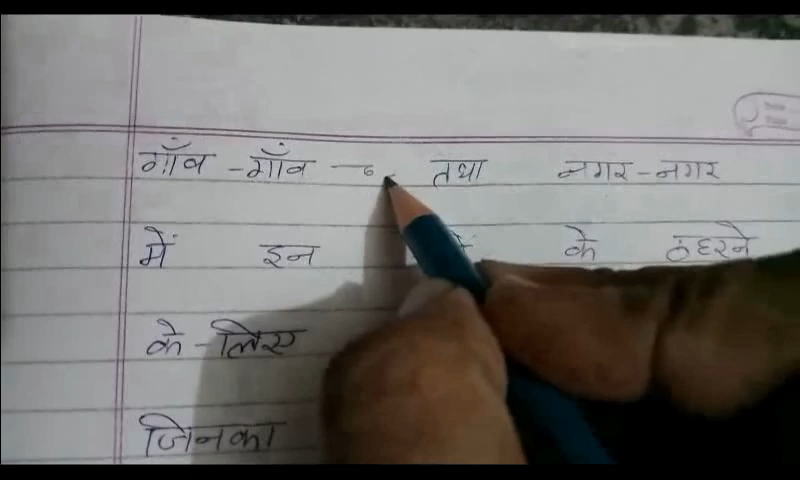 गाँव - गाँव तथा नगर - नगर
में इन के ठहरने
के - लिए
जिनका